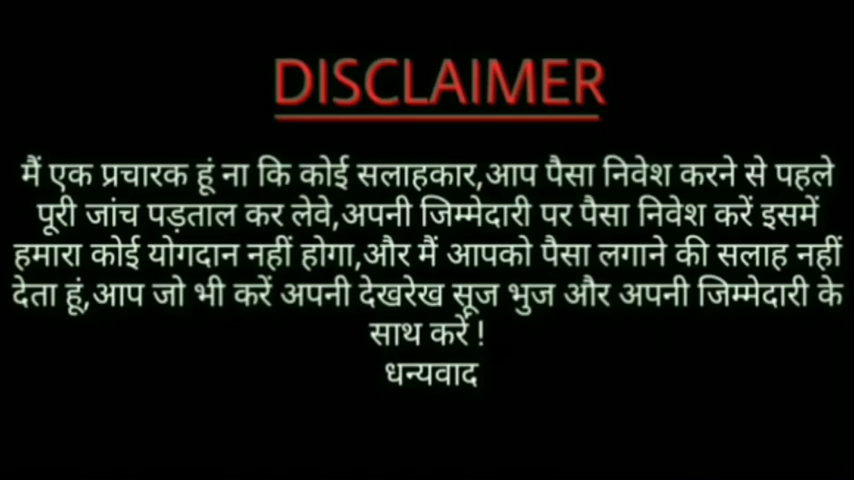 DISCLAIMER
मैं एक प्रचारक हूं ना कि कोई सलाहकार,आप पैसा निवेश करने से पहले
पूरी जांच पड़ताल कर लेवे,अपनी जिम्मेदारी पर पैसा निवेश करें इसमें
हमारा कोई योगदान नहीं होगा,और मैं आपको पैसा लगाने की सलाह नहीं
देता हूं,आप जो भी करें अपनी देखरेख सूज भुज और अपनी जिम्मेदारी के
साथ करें !
धन्यवाद